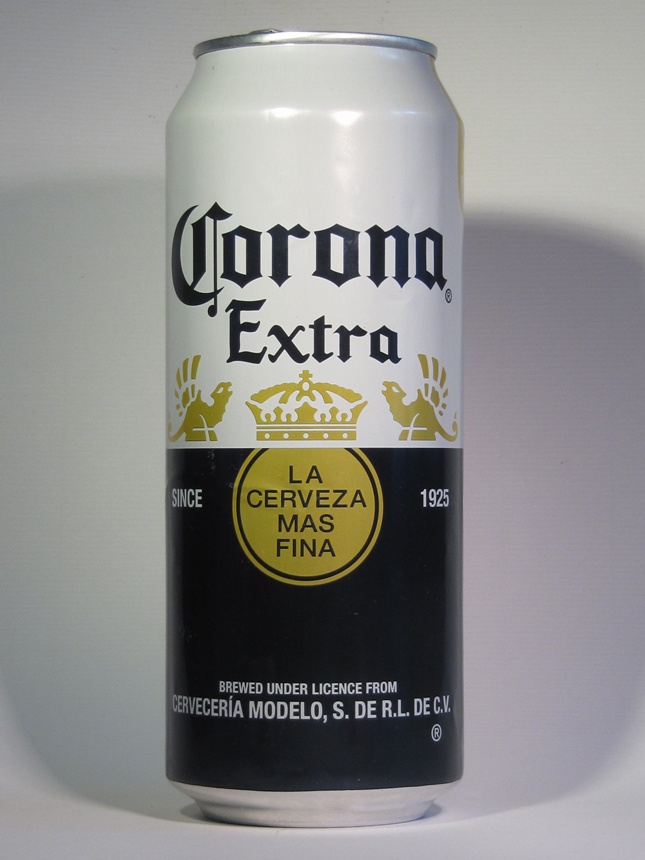 Corona ®
Extra
LA
CERVEZA
MAS
FINA
SINCE 1925
BREWED UNDER LICENCE FROM
CERVECERÍA MODELO, S. DE R.L. DE C.V.
®